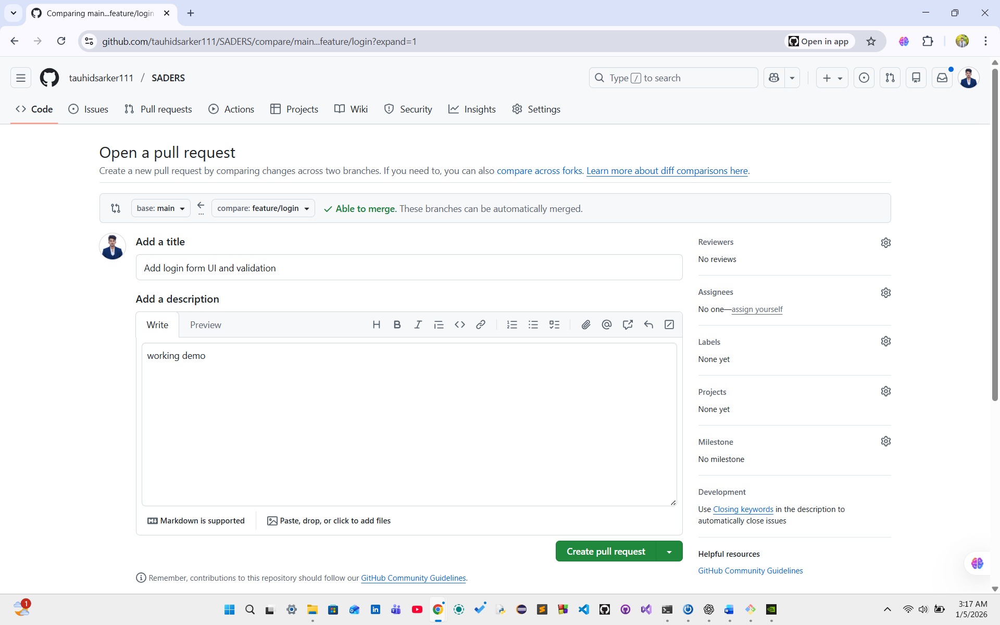 Comparing main...feature/login
github.com/tauhidsarker111/SADERS/compare/main...feature/login?expand=1
Open in app
tauhidsarker111 / SADERS
Type / to search
Code
Issues
Pull requests
Actions
Projects
Wiki
Security
Insights
Settings
Open a pull request
Create a new pull request by comparing changes across two branches. If you need to, you can also compare across forks. Learn more about diff comparisons here.
base: main
...
compare: feature/login
Able to merge. These branches can be automatically merged.
Add a title
Add login form UI and validation
Add a description
Write
Preview
working demo
Markdown is supported
Paste, drop, or click to add files
Create pull request
Remember, contributions to this repository should follow our GitHub Community Guidelines.
Reviewers
No reviews
Assignees
No one—assign yourself
Labels
None yet
Projects
None yet
Milestone
No milestone
Development
Use Closing keywords in the description to
automatically close issues
Helpful resources
GitHub Community Guidelines
1
3:17 AM
1/5/2026